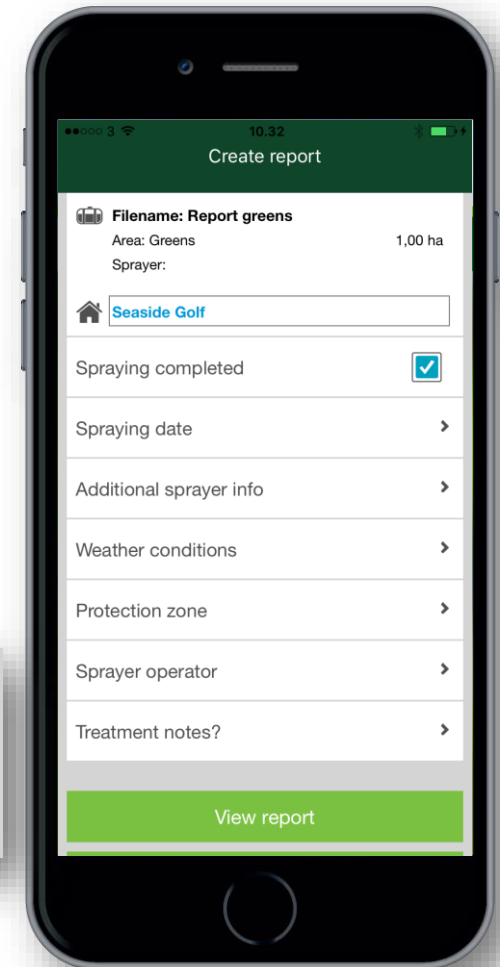 3
10.32
Create report
Filename: Report greens
Area: Greens 1,00 ha
Sprayer:
Seaside Golf
Spraying completed
Spraying date
Additional sprayer info
Weather conditions
Protection zone
Sprayer operator
Treatment notes?
View report